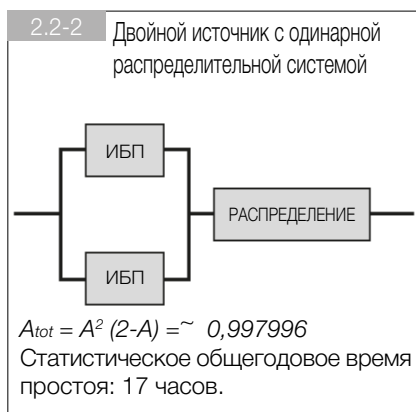 2.2-2 Двойной источник с одинарной
распределительной системой
ИБП
РАСПРЕДЕЛЕНИЕ
ИБП
Atot = A² (2-A) =~ 0,997996
Статистическое общегодовое время
простоя: 17 часов.